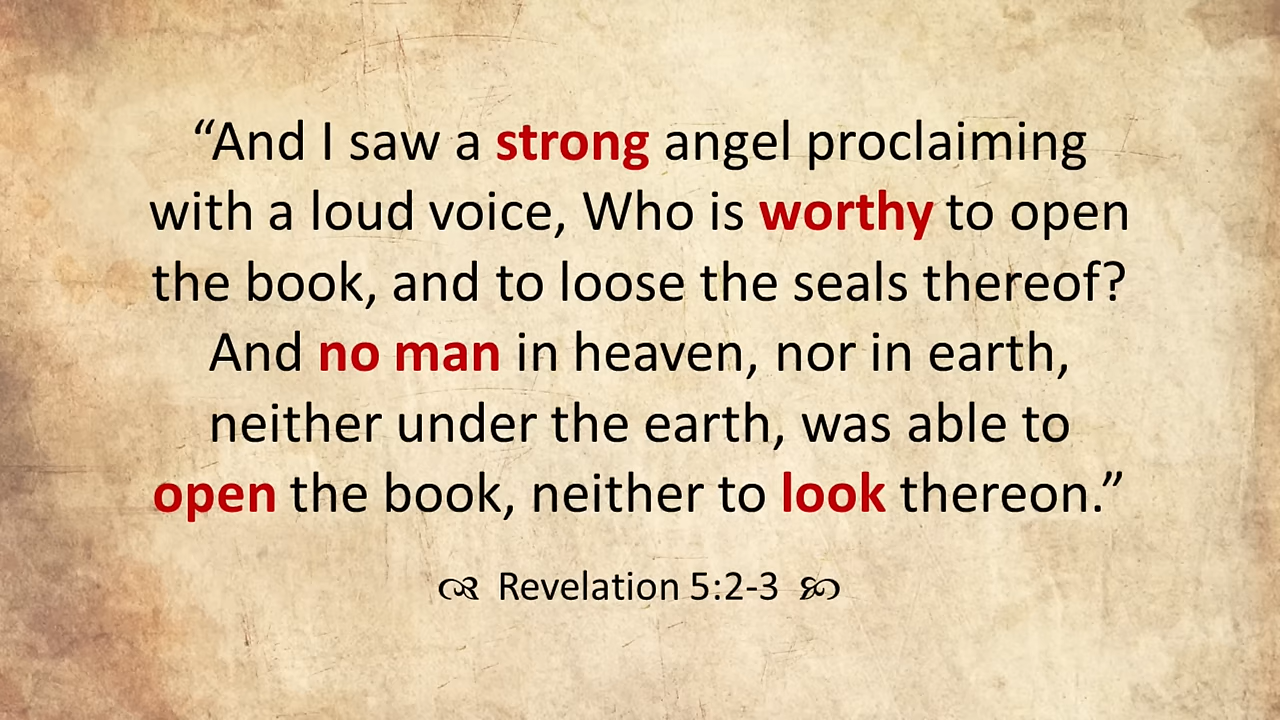 “And I saw a strong angel proclaiming
with a loud voice, Who is worthy to open
the book, and to loose the seals thereof?
And no man in heaven, nor in earth,
neither under the earth, was able to
open the book, neither to look thereon.”
Revelation 5:2-3